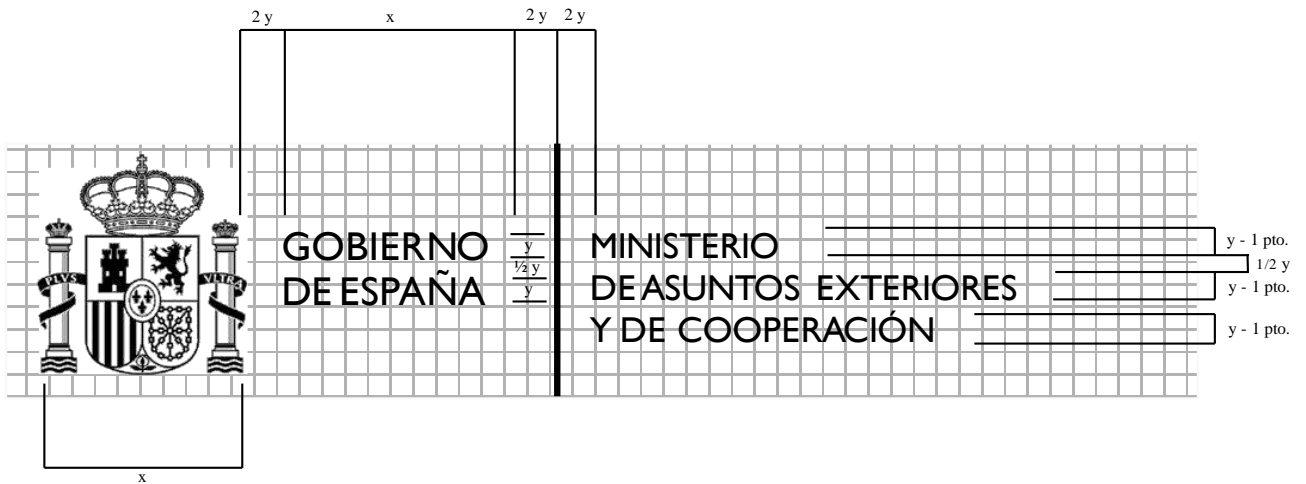 2 y x 2 y 2 y
PLVS VLTRA
GOBIERNO
DE ESPAÑA
y
½ y
y
MINISTERIO
DE ASUNTOS EXTERIORES
Y DE COOPERACIÓN
y - 1 pto.
1/2 y
y - 1 pto.
y - 1 pto.
x